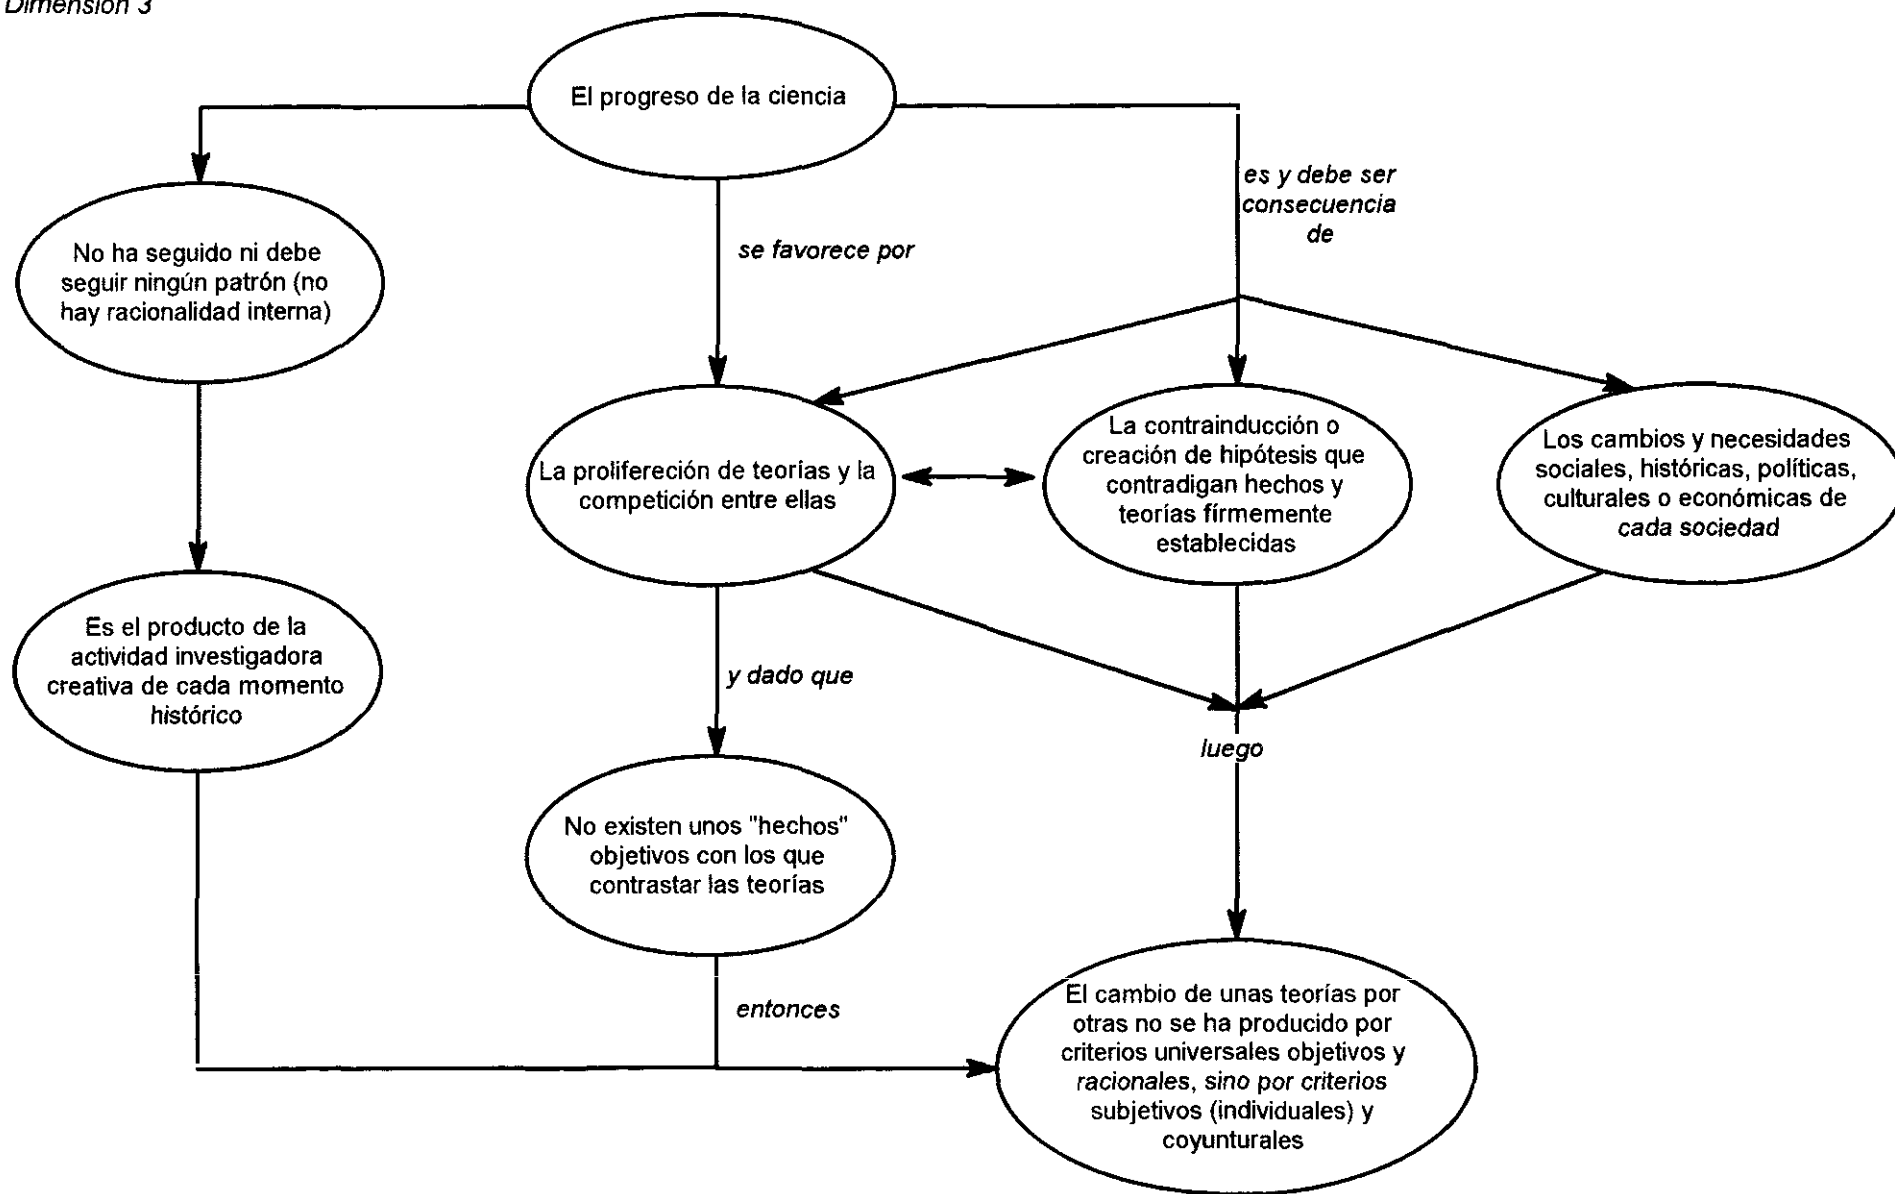 Dimensión 3
El progreso de la ciencia
es y debe ser
consecuencia
de
se favorece por
No ha seguido ni debe
seguir ningún patrón (no
hay racionalidad interna)
La prolifereción de teorías y la
competición entre ellas
La contrainducción o
creación de hipótesis que
contradigan hechos y
teorías fírmemente
establecidas
Los cambios y necesidades
sociales, históricas, políticas,
culturales o económicas de
cada sociedad
Es el producto de la
actividad investigadora
creativa de cada momento
histórico
y dado que
luego
No existen unos "hechos"
objetivos con los que
contrastar las teorías
entonces
El cambio de unas teorías por
otras no se ha producido por
criterios universales objetivos y
racionales, sino por criterios
subjetivos (individuales) y
coyunturales